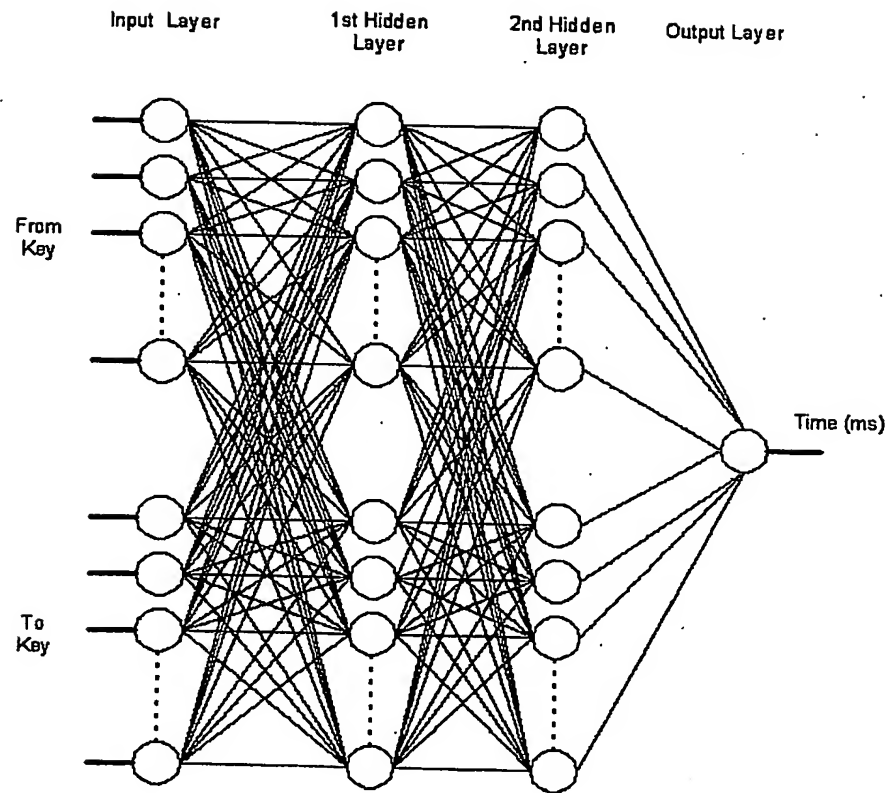 Input Layer
1st Hidden
Layer
2nd Hidden
Layer
Output Layer
From
Key
Time (ms)
To
Key